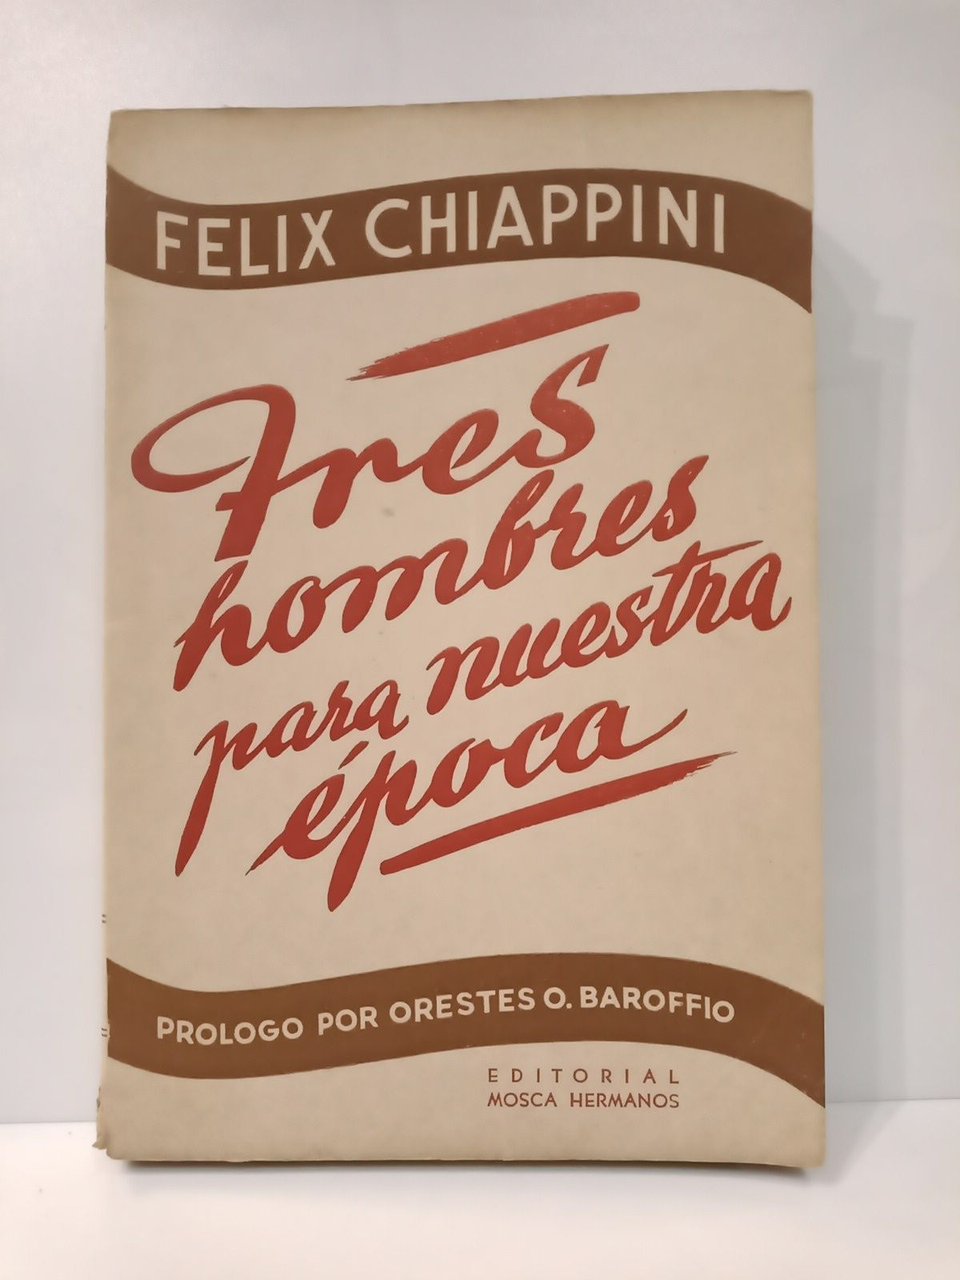 FELIX CHIAPPINI
Tres
hombres
para nuestra
época
PROLOGO POR ORESTES O. BAROFFIO
EDITORIAL
MOSCA HERMANOS